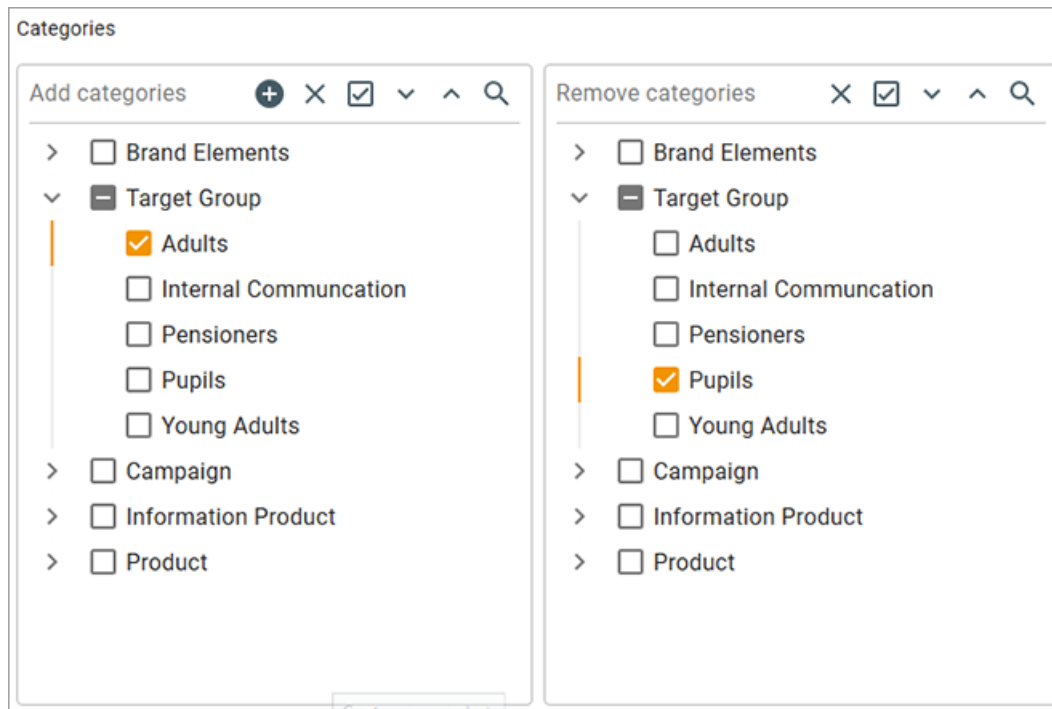 Categories
Add categories
Brand Elements
Target Group
Adults
Internal Communcation
Pensioners
Pupils
Young Adults
Campaign
Information Product
Product
Remove categories
Brand Elements
Target Group
Adults
Internal Communcation
Pensioners
Pupils
Young Adults
Campaign
Information Product
Product